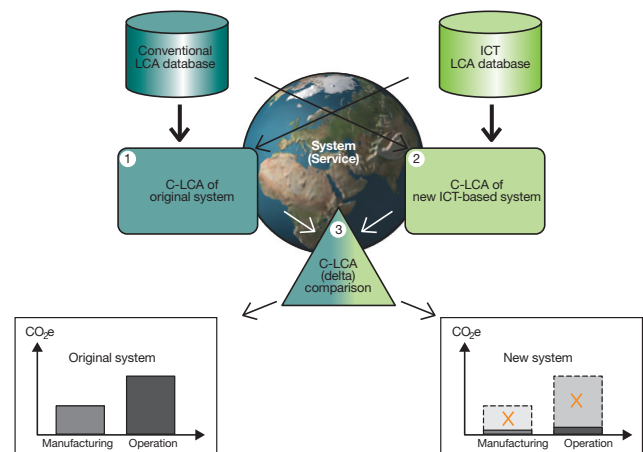 Conventional
LCA database
ICT
LCA database
1
C-LCA of
original system
System
(Service)
2
C-LCA of
new ICT-based system
3
C-LCA
(delta)
comparison
CO₂e
Original system
Manufacturing
Operation
CO₂e
New system
X
X
Manufacturing
Operation